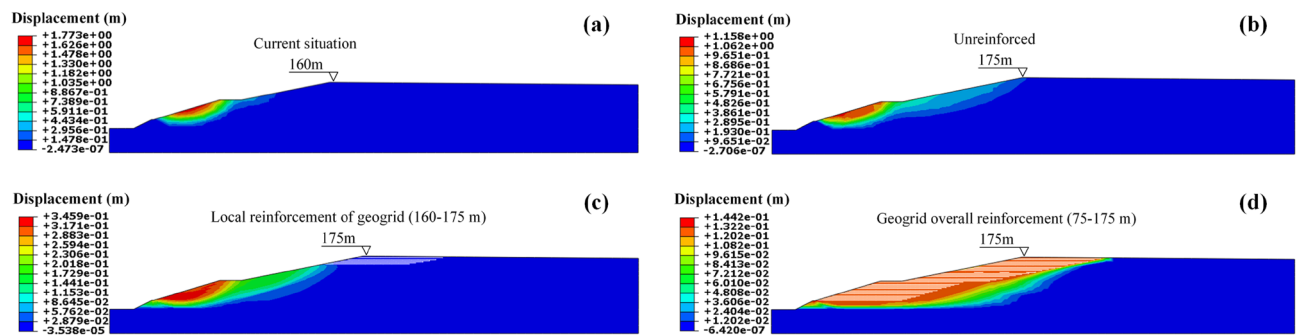 Displacement (m)
+1.773e+00
+1.626e+00
+1.478e+00
+1.330e+00
+1.182e+00
+1.035e+00
+8.867e-01
+7.389e-01
+5.911e-01
+4.434e-01
+2.956e-01
+1.478e-01
-2.473e-07
Current situation
160m
(a)
Displacement (m)
+1.158e+00
+1.062e+00
+9.651e-01
+8.686e-01
+7.721e-01
+6.756e-01
+5.791e-01
+4.826e-01
+3.861e-01
+2.895e-01
+1.930e-01
+9.651e-02
-2.706e-07
Unreinforced
175m
(b)
Displacement (m)
+3.459e-01
+3.171e-01
+2.883e-01
+2.594e-01
+2.306e-01
+2.018e-01
+1.729e-01
+1.441e-01
+1.153e-01
+8.645e-02
+5.762e-02
+2.879e-02
-3.538e-05
Local reinforcement of geogrid (160-175 m)
175m
(c)
Displacement (m)
+1.442e-01
+1.322e-01
+1.202e-01
+1.082e-01
+9.615e-02
+8.413e-02
+7.212e-02
+6.010e-02
+4.808e-02
+3.606e-02
+2.404e-02
+1.202e-02
-6.420e-07
Geogrid overall reinforcement (75-175 m)
175m
(d)